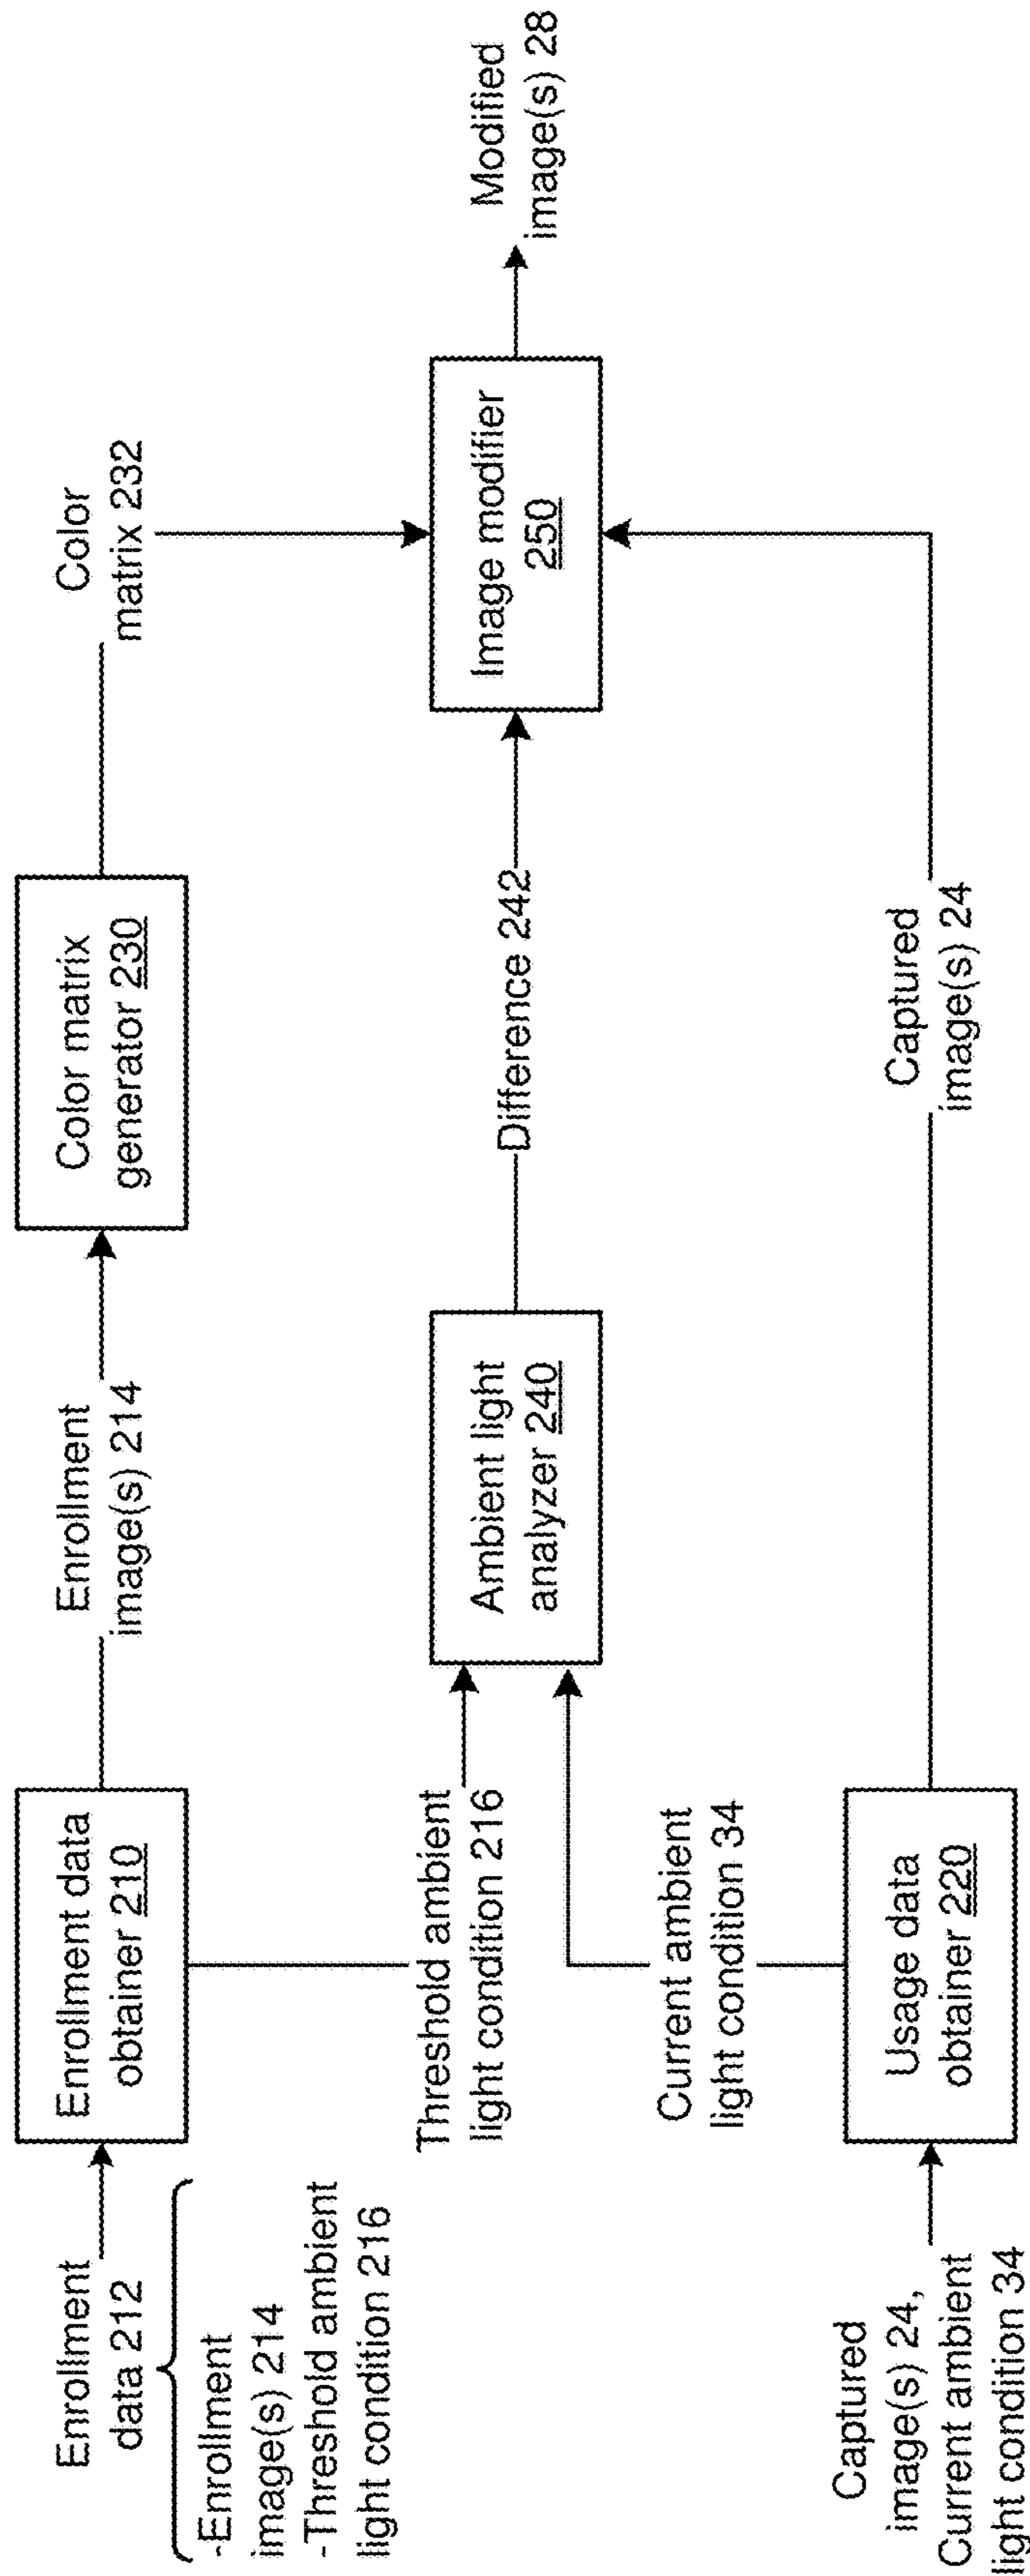 Enrollment
data 212
-Enrollment
image(s) 214
-Threshold ambient
light condition 216
Enrollment data
obtainer 210
Enrollment
image(s) 214
Color matrix
generator 230
Color
matrix 232
Threshold ambient
light condition 216
Current ambient
light condition 34
Ambient light
analyzer 240
Difference 242
Image modifier
250
Modified
image(s) 28
Captured
image(s) 24,
Current ambient
light condition 34
Usage data
obtainer 220
Captured
image(s) 24